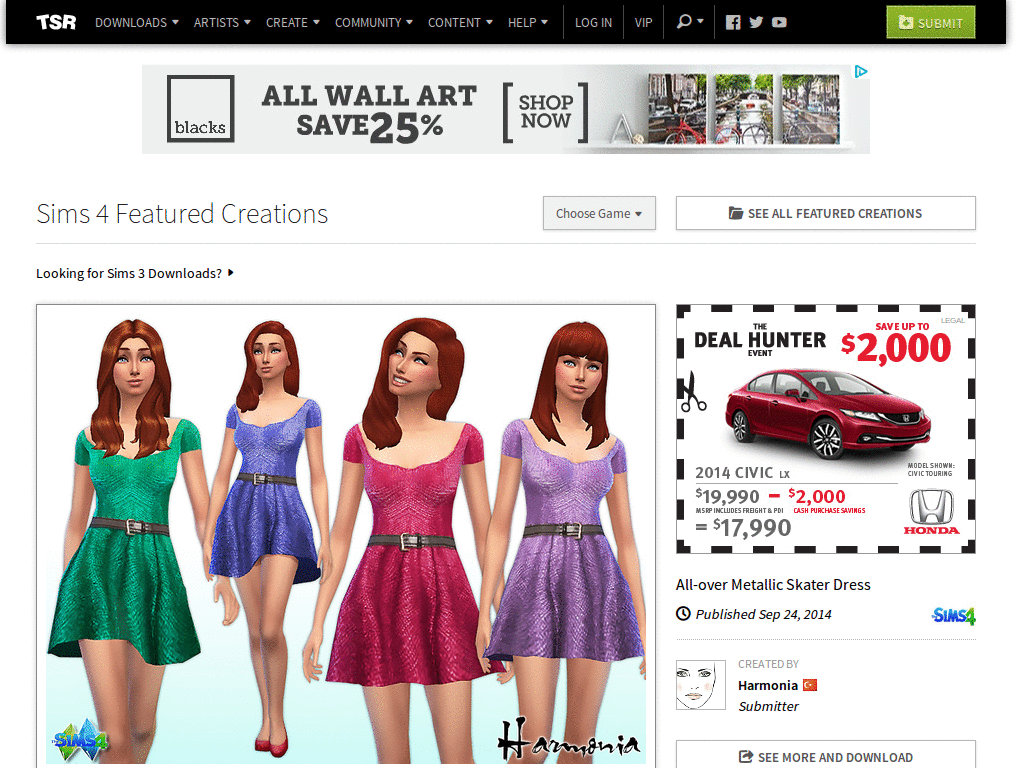 TSR DOWNLOADS ARTISTS CREATE COMMUNITY CONTENT HELP LOG IN VIP SUBMIT
blacks
ALL WALL ART
SAVE 25%
SHOP
NOW
Sims 4 Featured Creations
Choose Game
SEE ALL FEATURED CREATIONS
Looking for Sims 3 Downloads?
LEGAL
THE
DEAL HUNTER
EVENT
SAVE UP TO
$2,000
2014 CIVIC LX
MODEL SHOWN:
CIVIC TOURING
$19,990 – $2,000
MSRP INCLUDES FREIGHT & PDI CASH PURCHASE SAVINGS
= $17,990
HONDA
All-over Metallic Skater Dress
Published Sep 24, 2014
SIMS4
CREATED BY
Harmonia
Submitter
SEE MORE AND DOWNLOAD
THE SIMS4
Harmonia